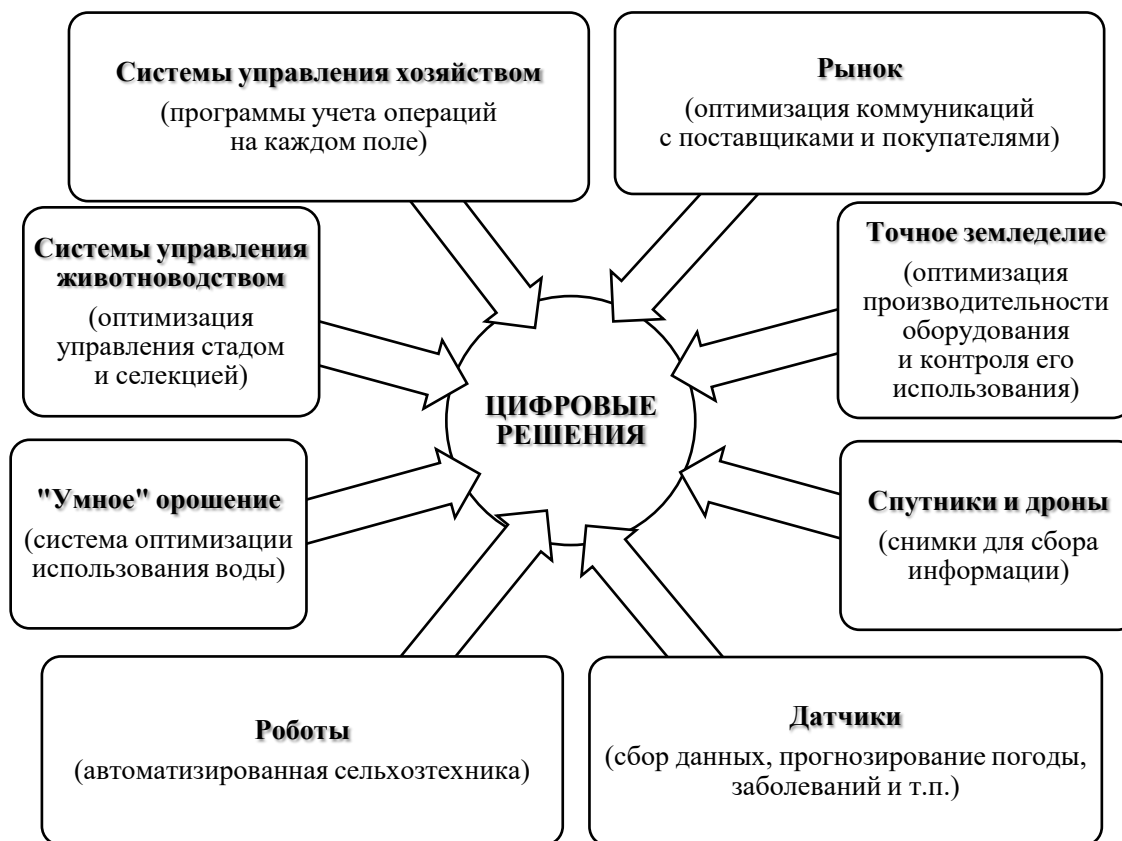 Системы управления хозяйством
(программы учета операций
на каждом поле)
Рынок
(оптимизация коммуникаций
с поставщиками и покупателями)
Системы управления
животноводством
(оптимизация
управления стадом
и селекцией)
Точное земледелие
(оптимизация
производительности
оборудования
и контроля его
использования)
ЦИФРОВЫЕ
РЕШЕНИЯ
"Умное" орошение
(система оптимизации
использования воды)
Спутники и дроны
(снимки для сбора
информации)
Роботы
(автоматизированная сельхозтехника)
Датчики
(сбор данных, прогнозирование погоды,
заболеваний и т.п.)